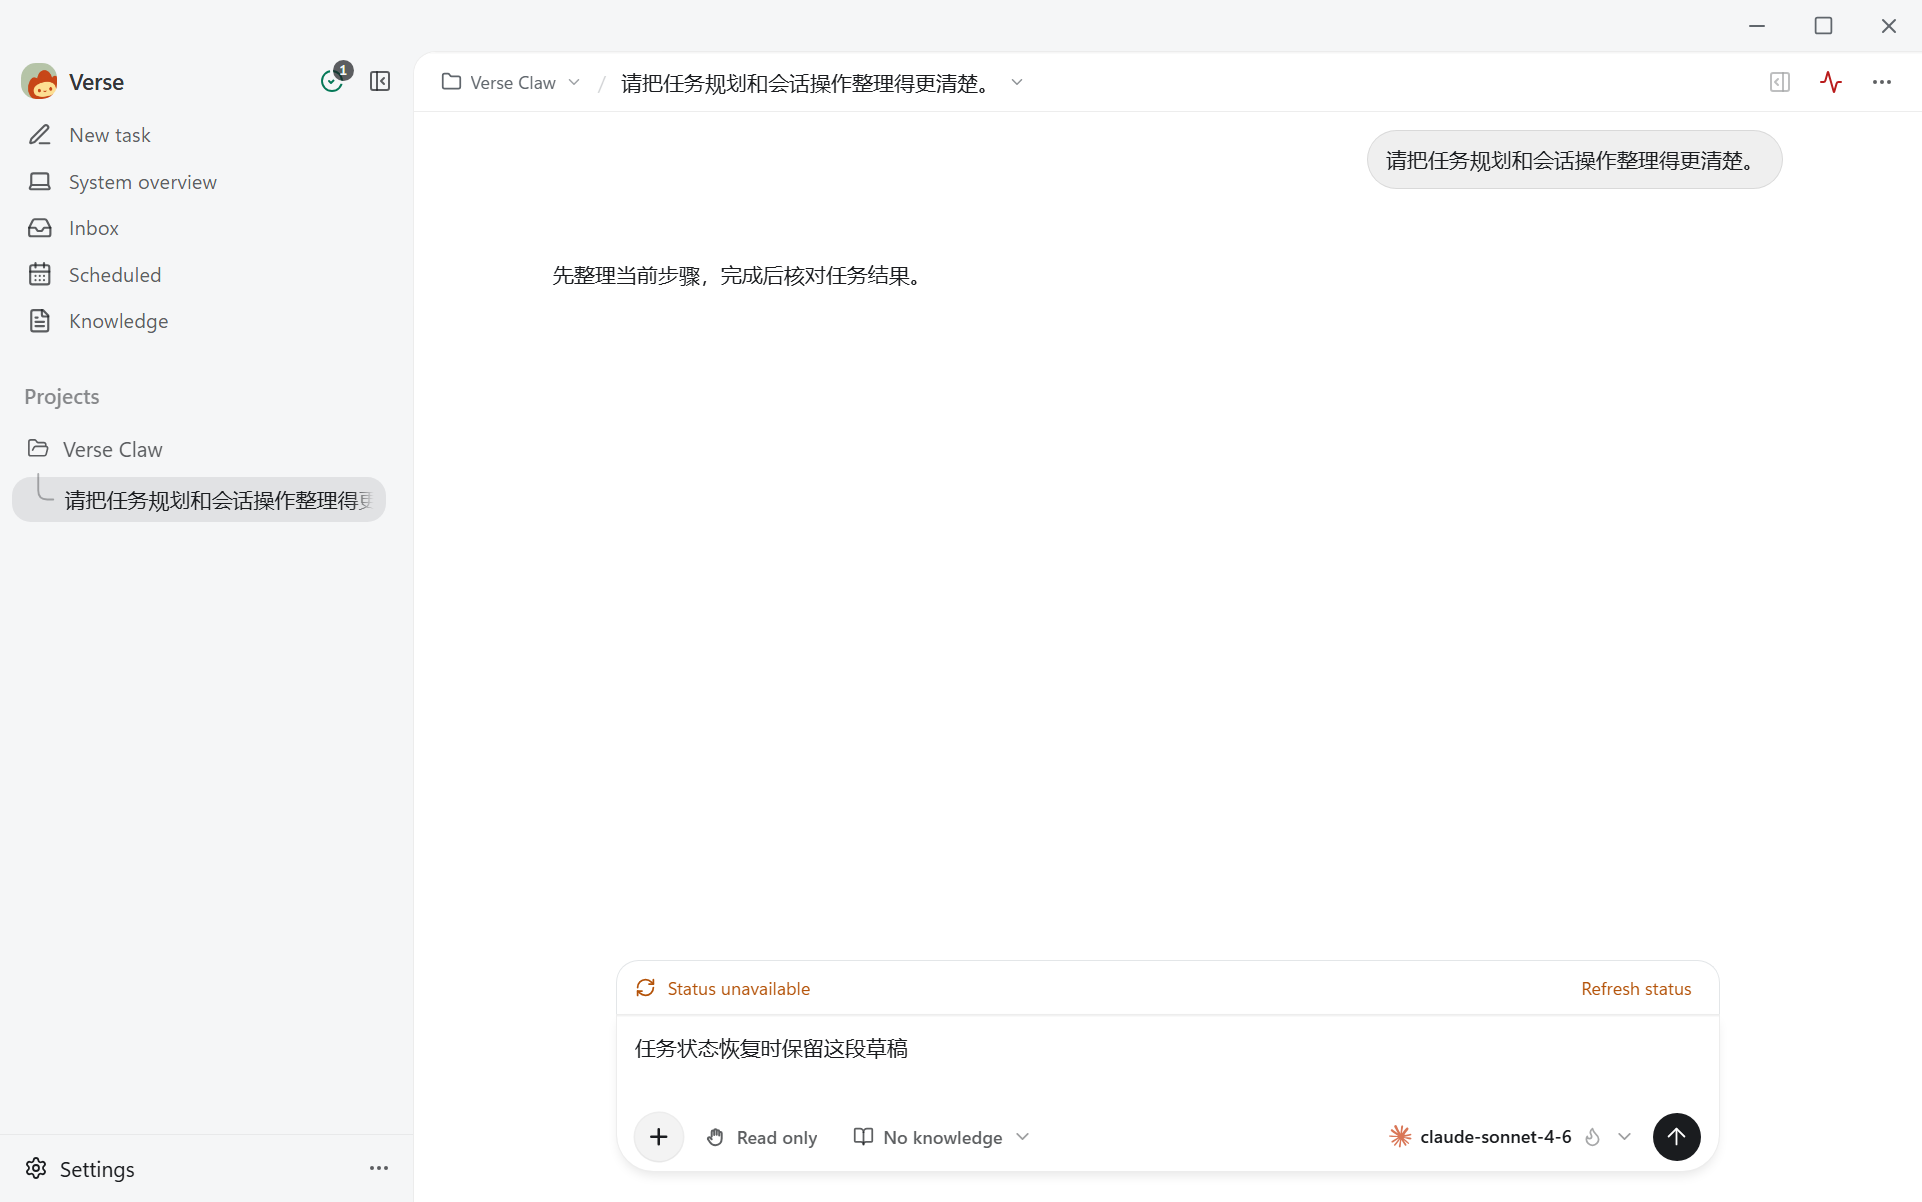 Verse
1
New task
System overview
Inbox
Scheduled
Knowledge
Projects
Verse Claw
请把任务规划和会话操作整理得更
Settings
Verse Claw / 请把任务规划和会话操作整理得更清楚。
请把任务规划和会话操作整理得更清楚。
先整理当前步骤，完成后核对任务结果。
Status unavailable Refresh status
任务状态恢复时保留这段草稿
Read only No knowledge claude-sonnet-4-6